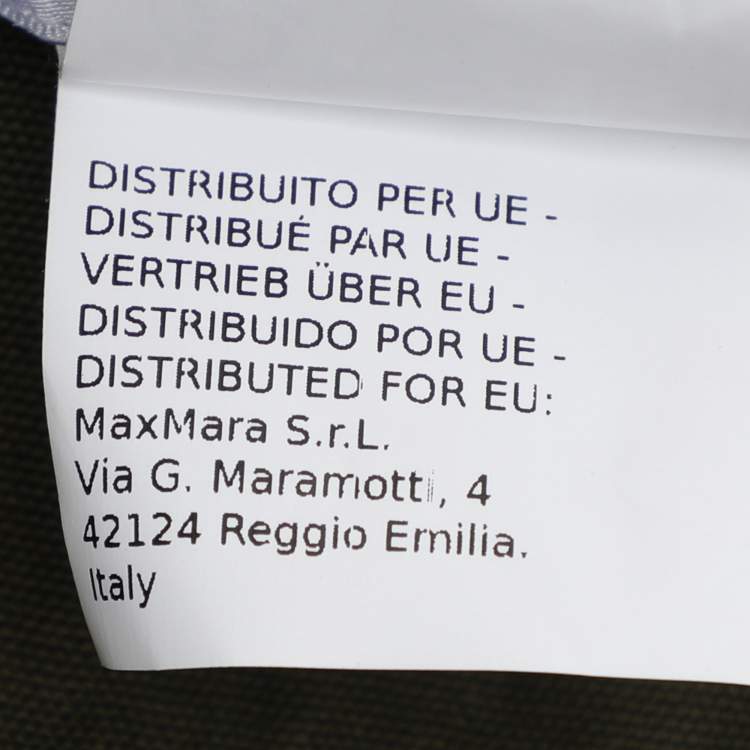 DISTRIBUITO PER UE -
DISTRIBUÉ PAR UE -
VERTRIEB ÜBER EU -
DISTRIBUIDO POR UE -
DISTRIBUTED FOR EU:
MaxMara S.r.L.
Via G. Maramotti, 4
42124 Reggio Emilia.
Italy